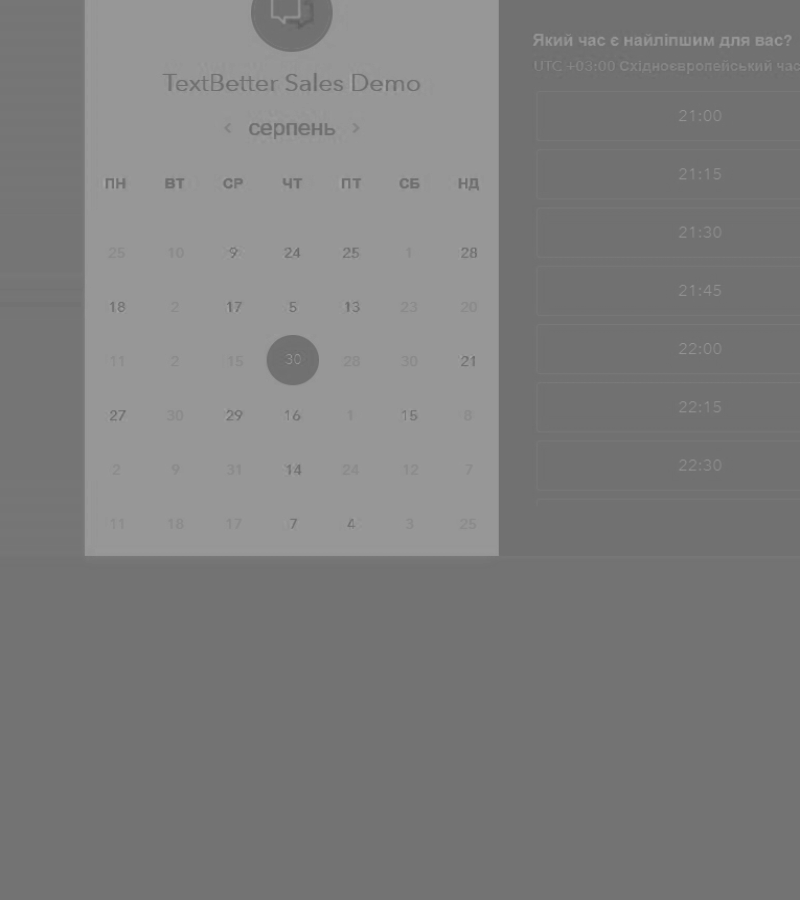 TextBetter Sales Demo
‹ серпень ›
ПН ВТ СР ЧТ ПТ СБ НД
25 10 9 24 25 1 28
18 2 17 5 13 23 20
11 2 15 30 28 30 21
27 30 29 16 1 15 8
2 9 31 14 24 12 7
11 18 17 7 4 3 25
Який час є найліпшим для вас?
UTC +03:00 Східноєвропейський час
21:00
21:15
21:30
21:45
22:00
22:15
22:30